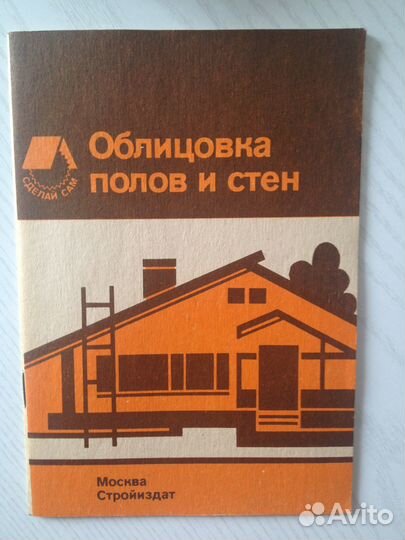 Облицовка
полов и стен
СДЕЛАЙ САМ
Москва
Стройиздат
Avito